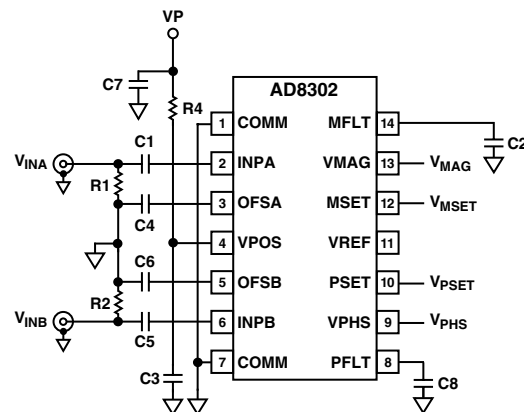 VP
C7
R4
AD8302
1 COMM MFLT 14
C2
C1
VINA
2 INPA VMAG 13 VMAG
R1
3 OFSA MSET 12 VMSET
C4
4 VPOS VREF 11
C6
5 OFSB PSET 10 VPSET
R2
VINB
6 INPB VPHS 9 VPHS
C5
7 COMM PFLT 8
C3
C8